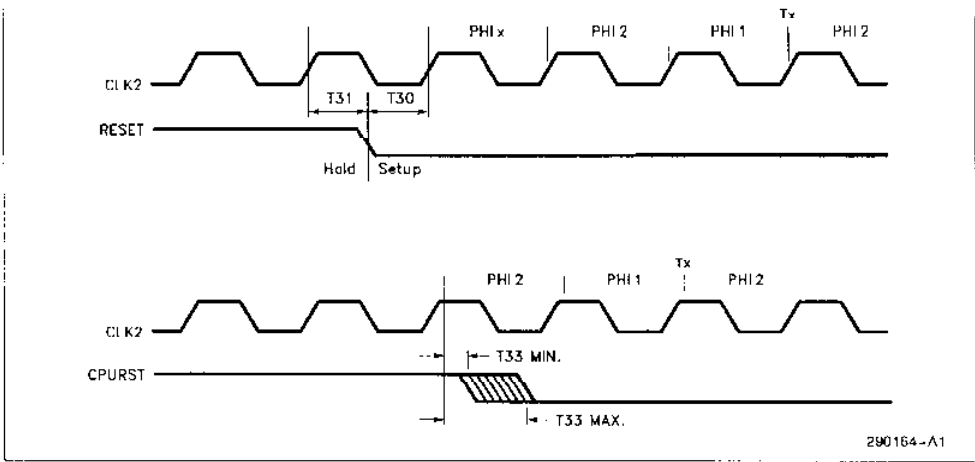 Tx
PHI x PHI 2 PHI 1 PHI 2
CLK2
T31 T30
RESET
Hold Setup
Tx
PHI 2 PHI 1 PHI 2
CLK2
T33 MIN.
CPURST
T33 MAX.
290164-A1